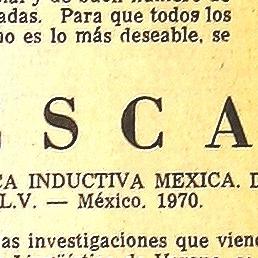 adas. Para que todos los
no es lo más deseable, se
S C A
CA INDUCTIVA MEXICA. D
L.V. — México. 1970.
as investigaciones que vien